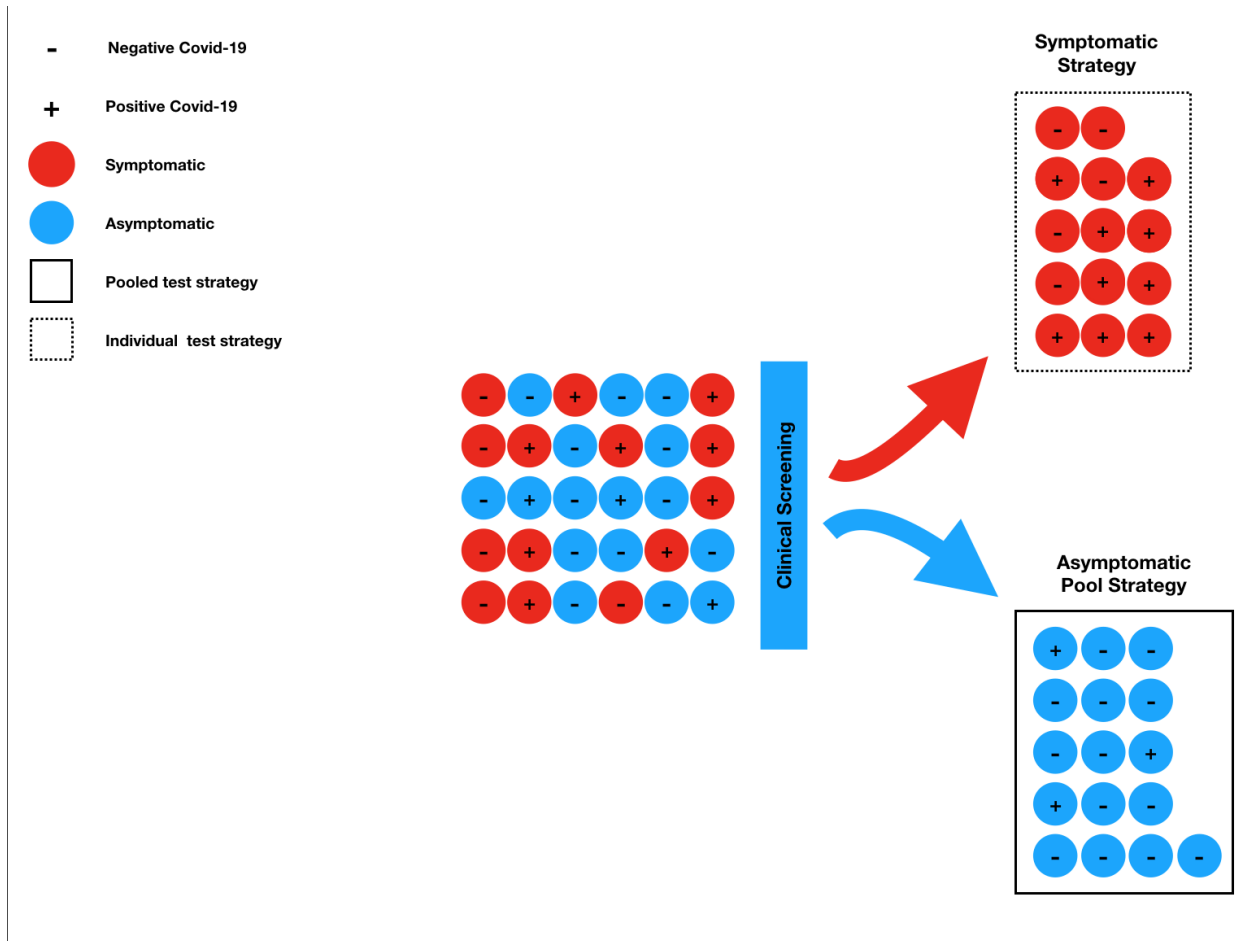 - Negative Covid-19
+ Positive Covid-19
Symptomatic
Asymptomatic
Pooled test strategy
Individual test strategy
Symptomatic
Strategy
- -
+ - +
- + +
- + +
+ + +
- - + - - +
- + - + - +
- + - + - +
- + - - + -
- + - - - +
Clinical Screening
Asymptomatic
Pool Strategy
+ - -
- - -
- - +
+ - -
- - - -